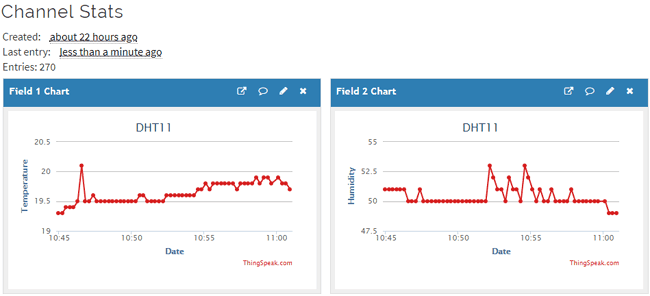 Channel Stats
Created: about 22 hours ago
Last entry: less than a minute ago
Entries: 270
Field 1 Chart
DHT11
Temperature
20.5
20
19.5
19
10:45 10:50 10:55 11:00
Date
ThingSpeak.com
Field 2 Chart
DHT11
Humidity
55
52.5
50
47.5
10:45 10:50 10:55 11:00
Date
ThingSpeak.com